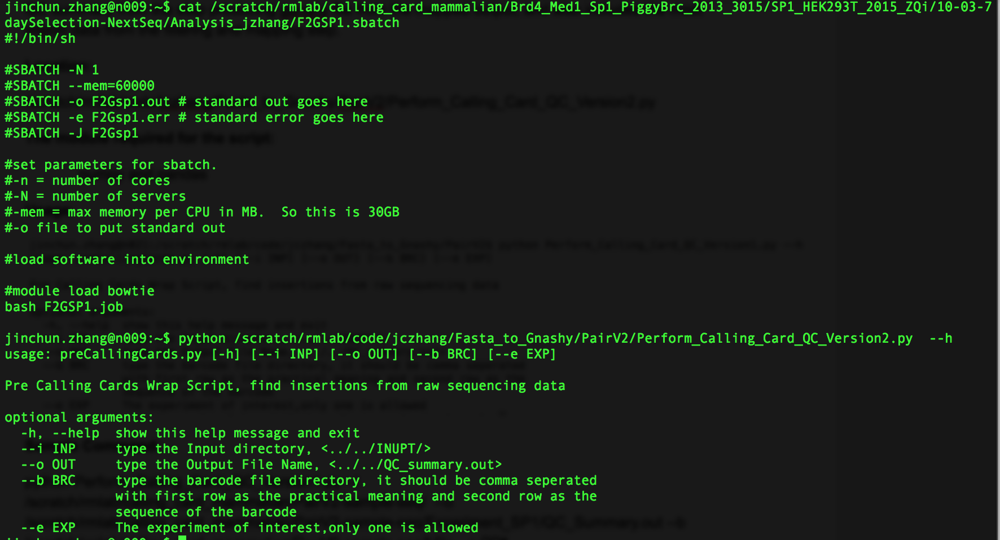 jinchun.zhang@n009:~$ cat /scratch/rmlab/calling_card_mammalian/Brd4_Med1_Sp1_PiggyBrc_2013_3015/SP1_HEK293T_2015_ZQi/10-03-7
daySelection-NextSeq/Analysis_jzhang/F2GSP1.sbatch
#!/bin/sh
#SBATCH -N 1
#SBATCH --mem=60000
#SBATCH -o F2Gsp1.out # standard out goes here
#SBATCH -e F2Gsp1.err # standard error goes here
#SBATCH -J F2Gsp1
#set parameters for sbatch.
#-n = number of cores
#-N = number of servers
#-mem = max memory per CPU in MB.  So this is 30GB
#-o file to put standard out
#load software into environment
#module load bowtie
bash F2GSP1.job
jinchun.zhang@n009:~$ python /scratch/rmlab/code/jczhang/Fasta_to_Gnashy/PairV2/Perform_Calling_Card_QC_Version2.py  --h
usage: preCallingCards.py [-h] [--i INP] [--o OUT] [--b BRC] [--e EXP]
Pre Calling Cards Wrap Script, find insertions from raw sequencing data
optional arguments:
-h, --help  show this help message and exit
--i INP     type the Input directory, <../../INUPT/>
--o OUT     type the Output File Name, <../../QC_summary.out>
--b BRC     type the barcode file directory, it should be comma seperated
with first row as the practical meaning and second row as the
sequence of the barcode
--e EXP     The experiment of interest,only one is allowed